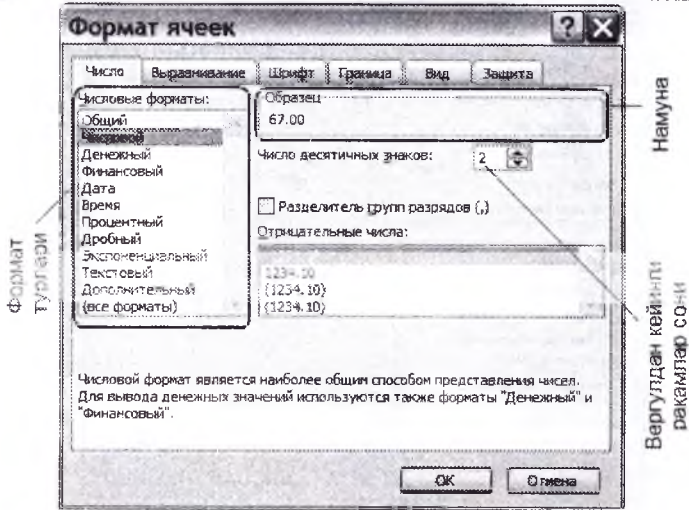 Формат ячеек
Число Выравнивание Шрифт Граница Вид Защита
Числовые форматы:
Общий
Числовой
Денежный
Финансовый
Дата
Время
Процентный
Дробный
Экспоненциальный
Текстовый
Дополнительный
(все форматы)
Образец
67.00
Число десятичных знаков: 2
Разделитель групп разрядов (,)
Отрицательные числа:
1234.10
(1234.10)
(1234.10)
Числовой формат является наиболее общим способом представления чисел.
Для вывода денежных значений используются также форматы "Денежный" и
"Финансовый".
ОК Отмена
Формат
турлари
Намуна
Вергулдан кейинги
ракамлар сони